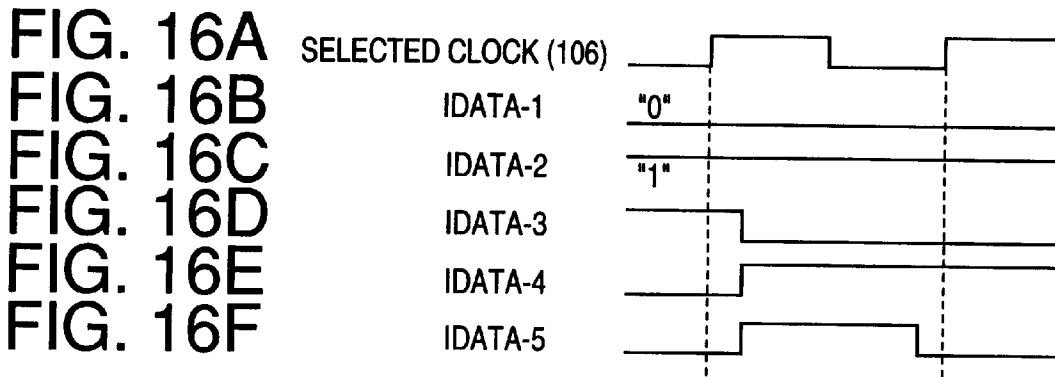 FIG. 16A SELECTED CLOCK (106)
FIG. 16B IDATA-1 "0"
FIG. 16C IDATA-2 "1"
FIG. 16D IDATA-3
FIG. 16E IDATA-4
FIG. 16F IDATA-5